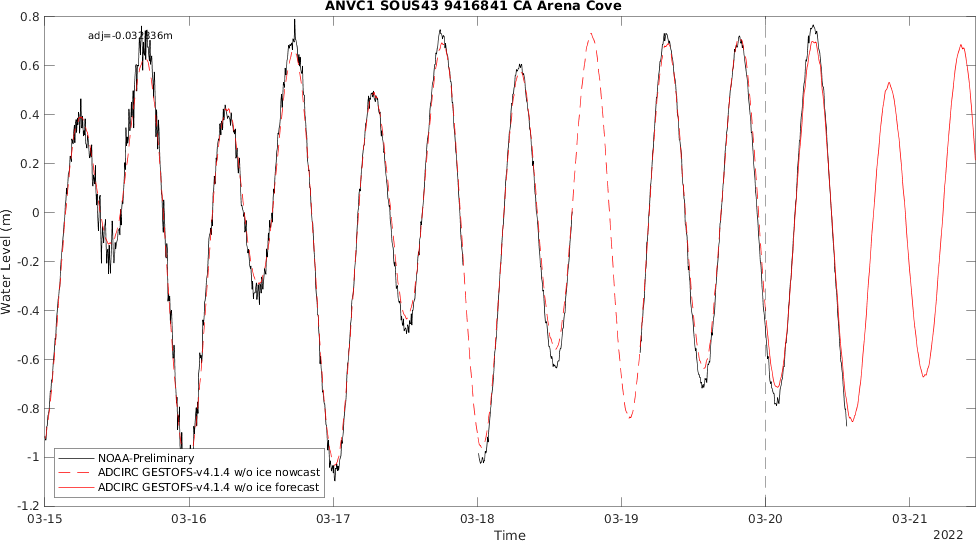 ANVC1 SOUS43 9416841 CA Arena Cove
adj=-0.032836m
Water Level (m)
0.8
0.6
0.4
0.2
0
-0.2
-0.4
-0.6
-0.8
-1
-1.2
NOAA-Preliminary
ADCIRC GESTOFS-v4.1.4 w/o ice nowcast
ADCIRC GESTOFS-v4.1.4 w/o ice forecast
03-15 03-16 03-17 03-18 03-19 03-20 03-21
Time
2022